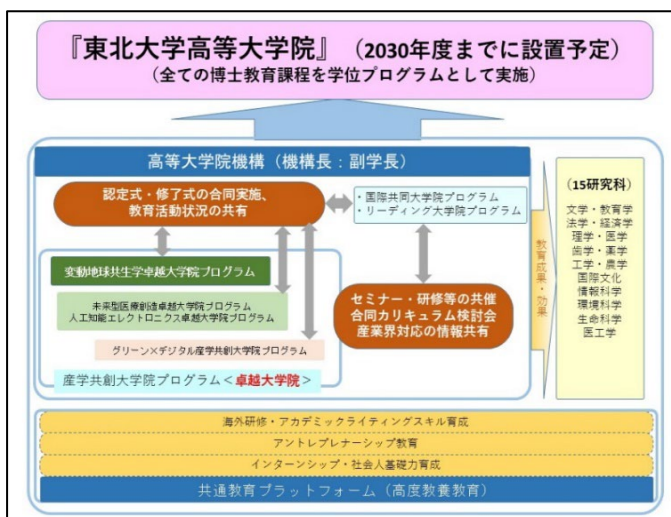 『東北大学高等大学院』（2030年度までに設置予定）
（全ての博士教育課程を学位プログラムとして実施）
高等大学院機構（機構長：副学長）
認定式・修了式の合同実施、
教育活動状況の共有
・国際共同大学院プログラム
・リーディング大学院プログラム
変動地球共生学卓越大学院プログラム
未来型医療創造卓越大学院プログラム
人工知能エレクトロニクス卓越大学院プログラム
グリーン×デジタル産学共創大学院プログラム
産学共創大学院プログラム＜卓越大学院＞
セミナー・研修等の共催
合同カリキュラム検討会
産業界対応の情報共有
教育成果・効果
（15研究科）
文学・教育学
法学・経済学
理学・医学
歯学・薬学
工学・農学
国際文化
情報科学
環境科学
生命科学
医工学
海外研修・アカデミックライティングスキル育成
アントレプレナーシップ教育
インターンシップ・社会人基礎力育成
共通教育プラットフォーム（高度教養教育）